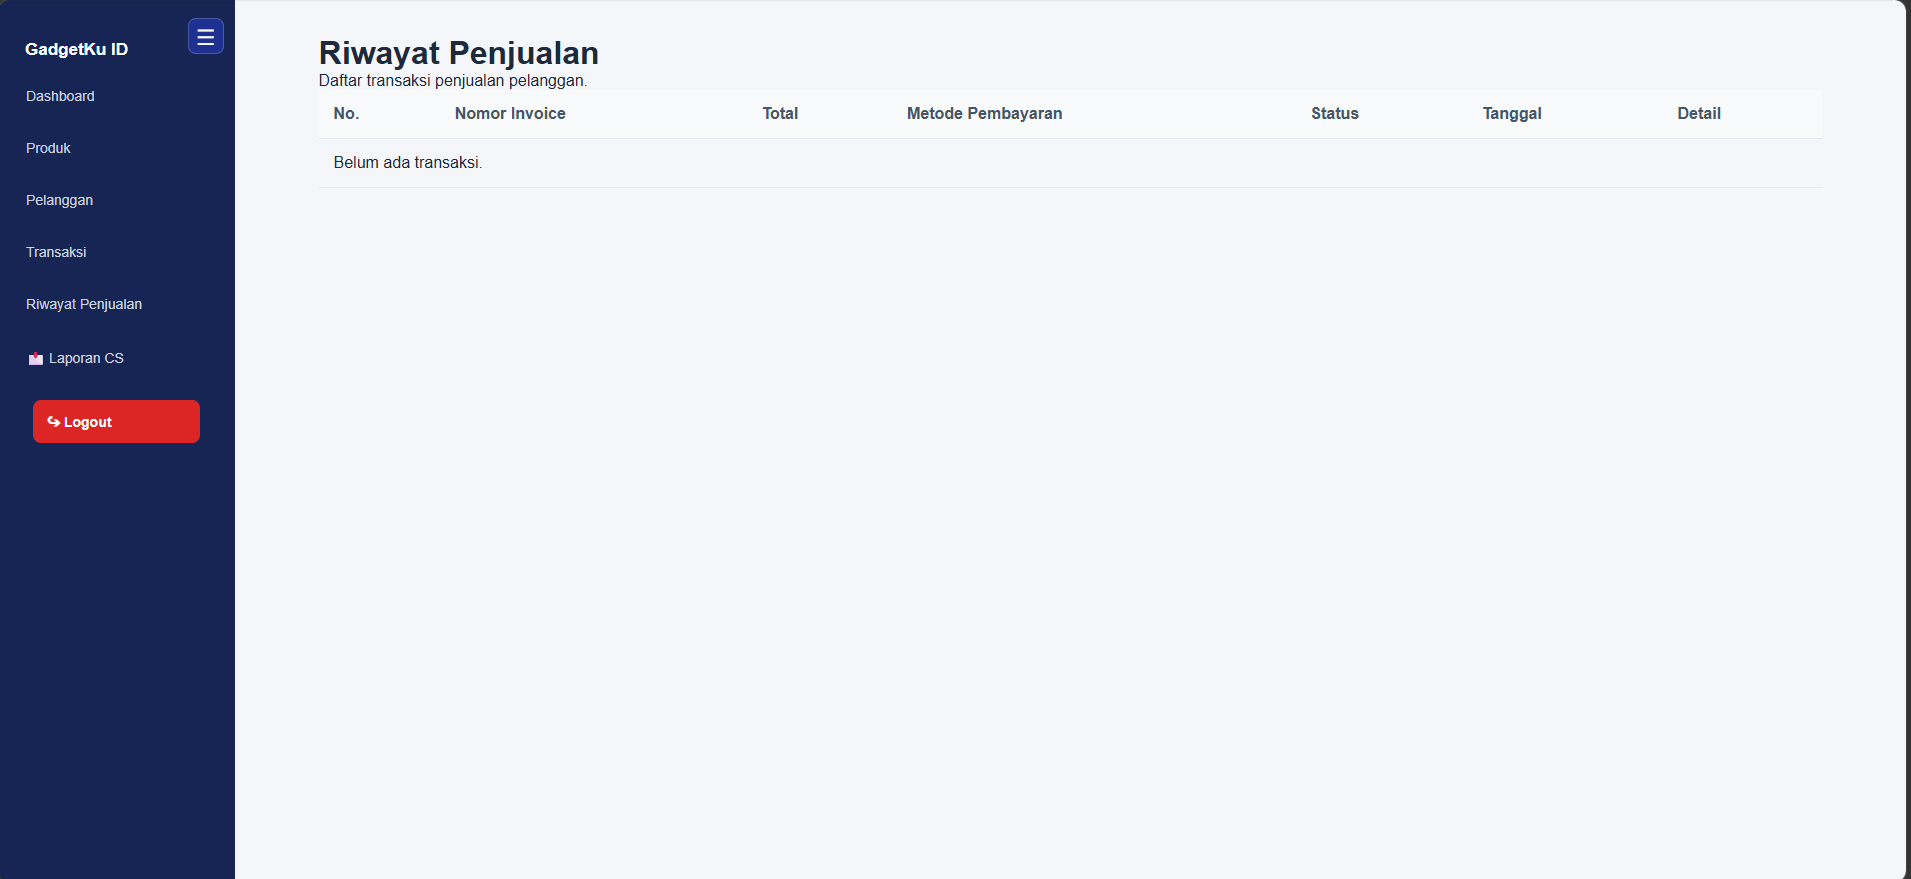 GadgetKu ID
Dashboard
Produk
Pelanggan
Transaksi
Riwayat Penjualan
Laporan CS
Logout
Riwayat Penjualan
Daftar transaksi penjualan pelanggan.
No. Nomor Invoice Total Metode Pembayaran Status Tanggal Detail
Belum ada transaksi.